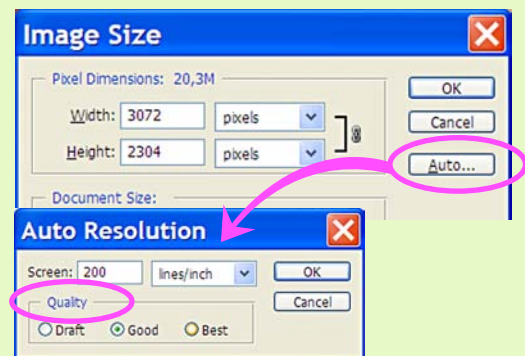 Image Size
Pixel Dimensions: 20,3M
OK
Width: 3072 pixels
Cancel
Height: 2304 pixels
Auto...
Document Size:
Auto Resolution
Screen: 200 lines/inch
OK
Quality
Cancel
Draft Good Best